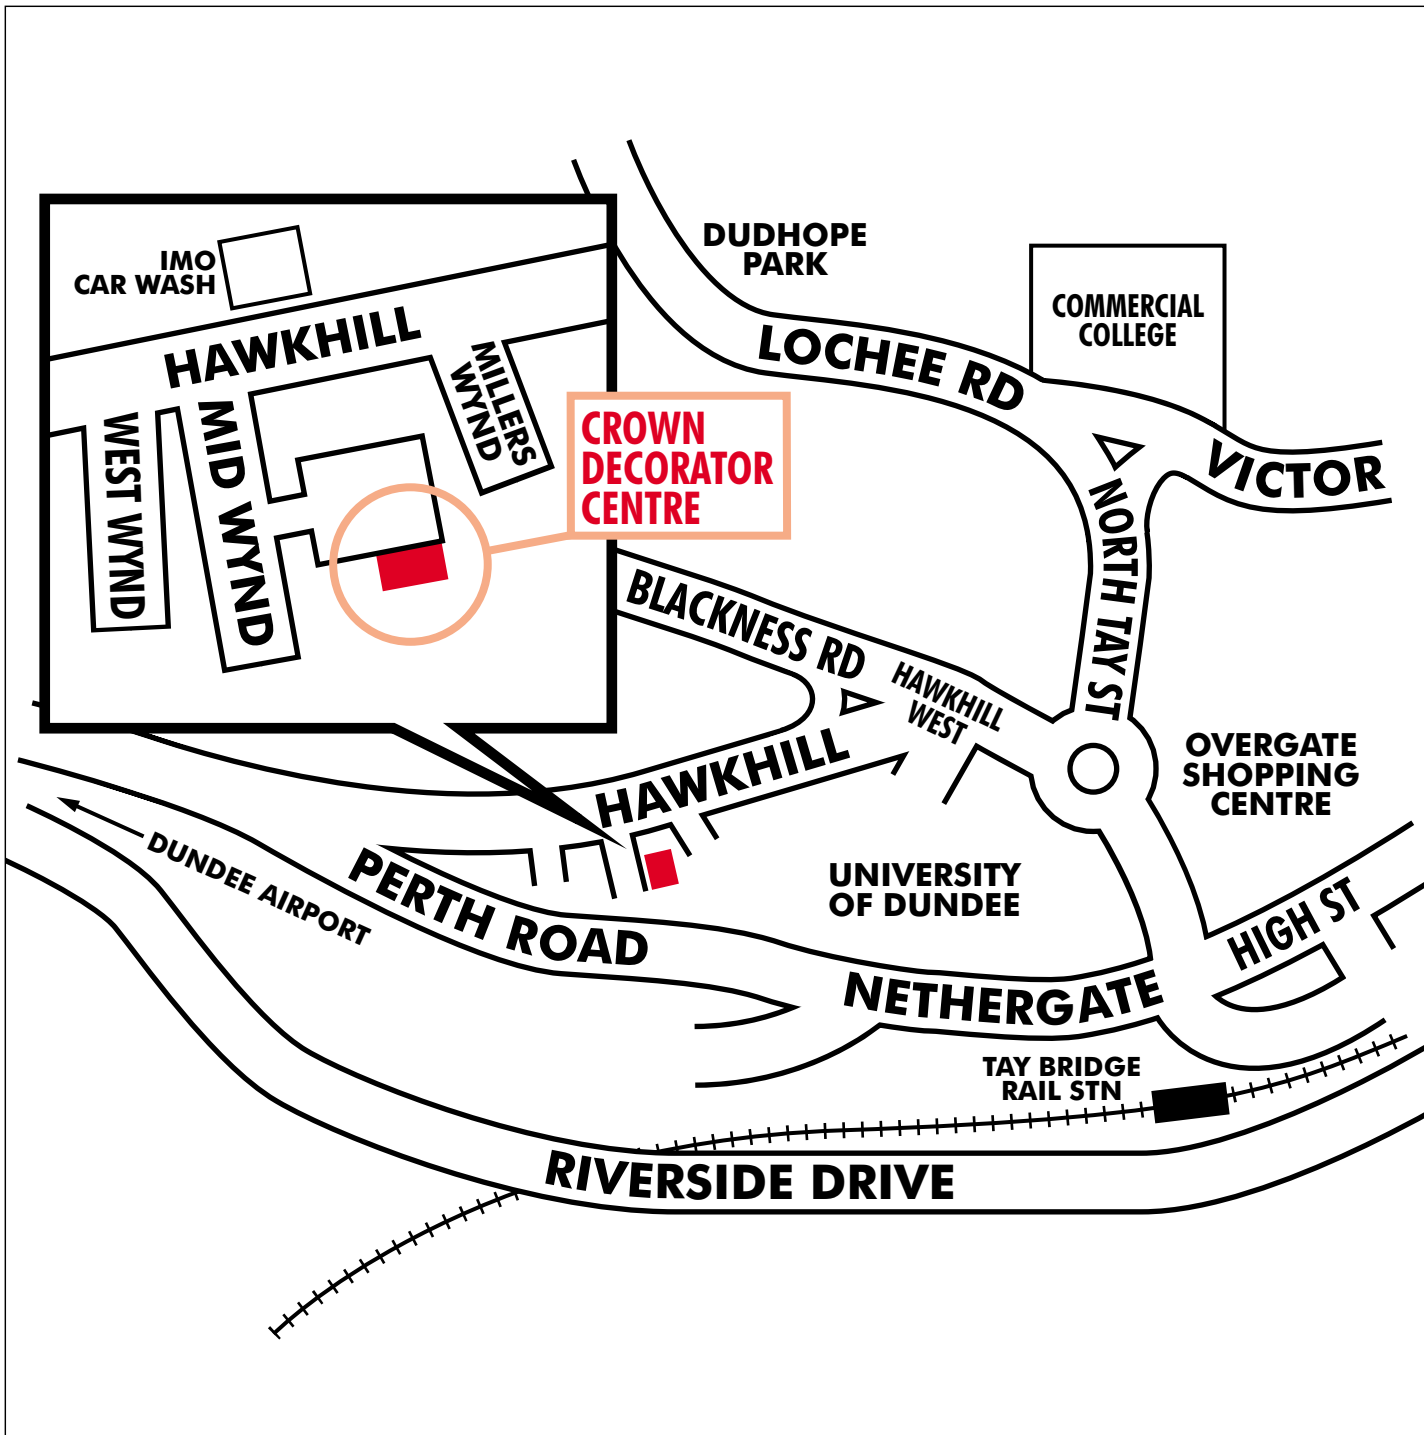 DUDHOPE
PARK
IMO
CAR WASH
COMMERCIAL
COLLEGE
HAWKHILL
LOCHEE RD
MILLERS
WYND
WEST WYND
MID WYND
CROWN
DECORATOR
CENTRE
VICTOR
NORTH TAY ST
BLACKNESS RD
HAWKHILL
WEST
HAWKHILL
OVERGATE
SHOPPING
CENTRE
DUNDEE AIRPORT
PERTH ROAD
UNIVERSITY
OF DUNDEE
HIGH ST
NETHERGATE
TAY BRIDGE
RAIL STN
RIVERSIDE DRIVE